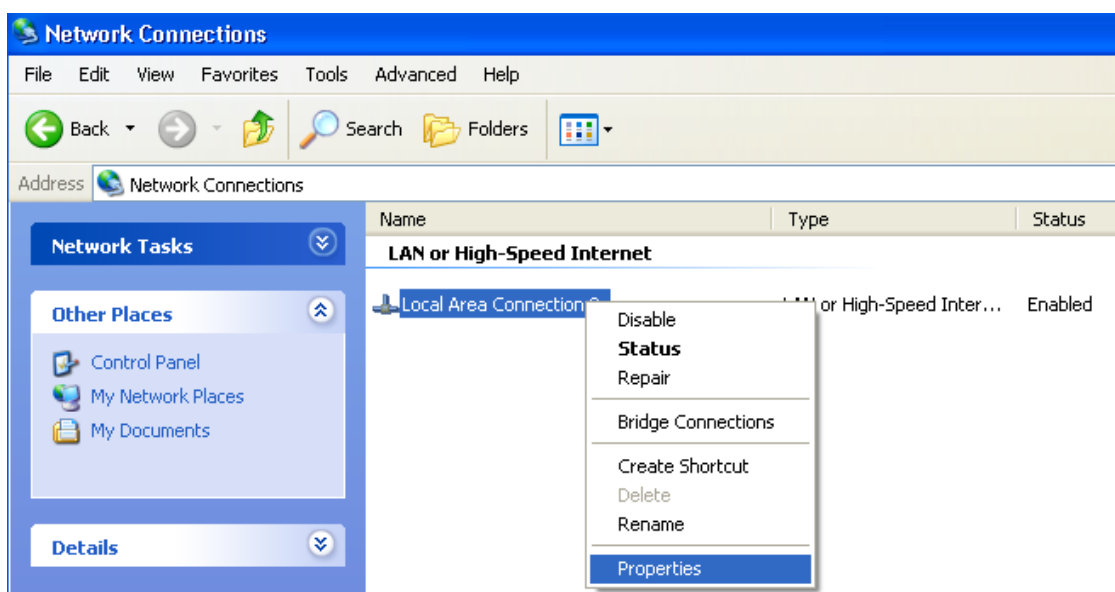 Network Connections
File Edit View Favorites Tools Advanced Help
Back Search Folders
Address Network Connections
Name Type Status
Network Tasks
LAN or High-Speed Internet
Other Places
Control Panel
My Network Places
My Documents
Details
Local Area Connection or High-Speed Inter... Enabled
Disable
Status
Repair
Bridge Connections
Create Shortcut
Delete
Rename
Properties